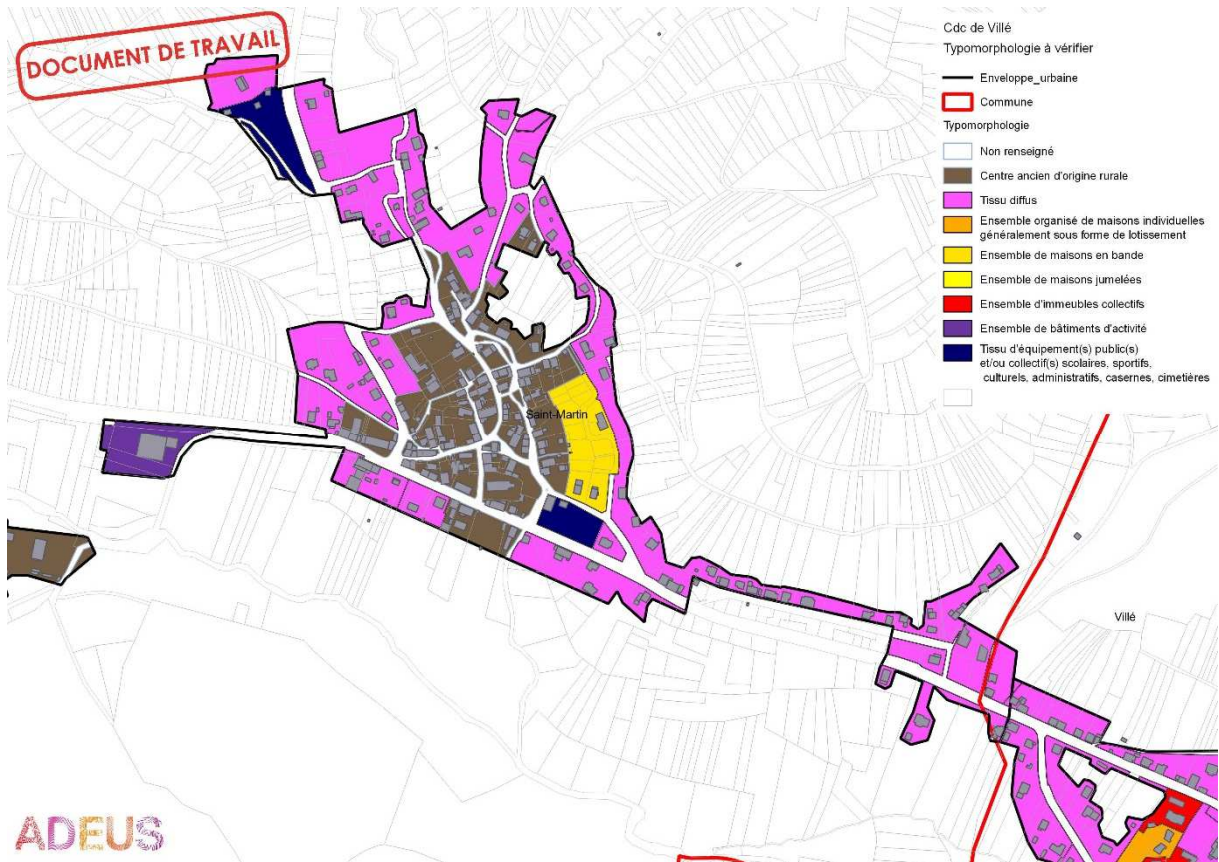 DOCUMENT DE TRAVAIL
Cdc de Villé
Typomorphologie à vérifier
Enveloppe_urbaine
Commune
Typomorphologie
Non renseigné
Centre ancien d'origine rurale
Tissu diffus
Ensemble organisé de maisons individuelles
généralement sous forme de lotissement
Ensemble de maisons en bande
Ensemble de maisons jumelées
Ensemble d'immeubles collectifs
Ensemble de bâtiments d'activité
Tissu d'équipement(s) public(s)
et/ou collectif(s) scolaires, sportifs,
culturels, administratifs, casernes, cimetières
Saint-Martin
Villé
ADEUS